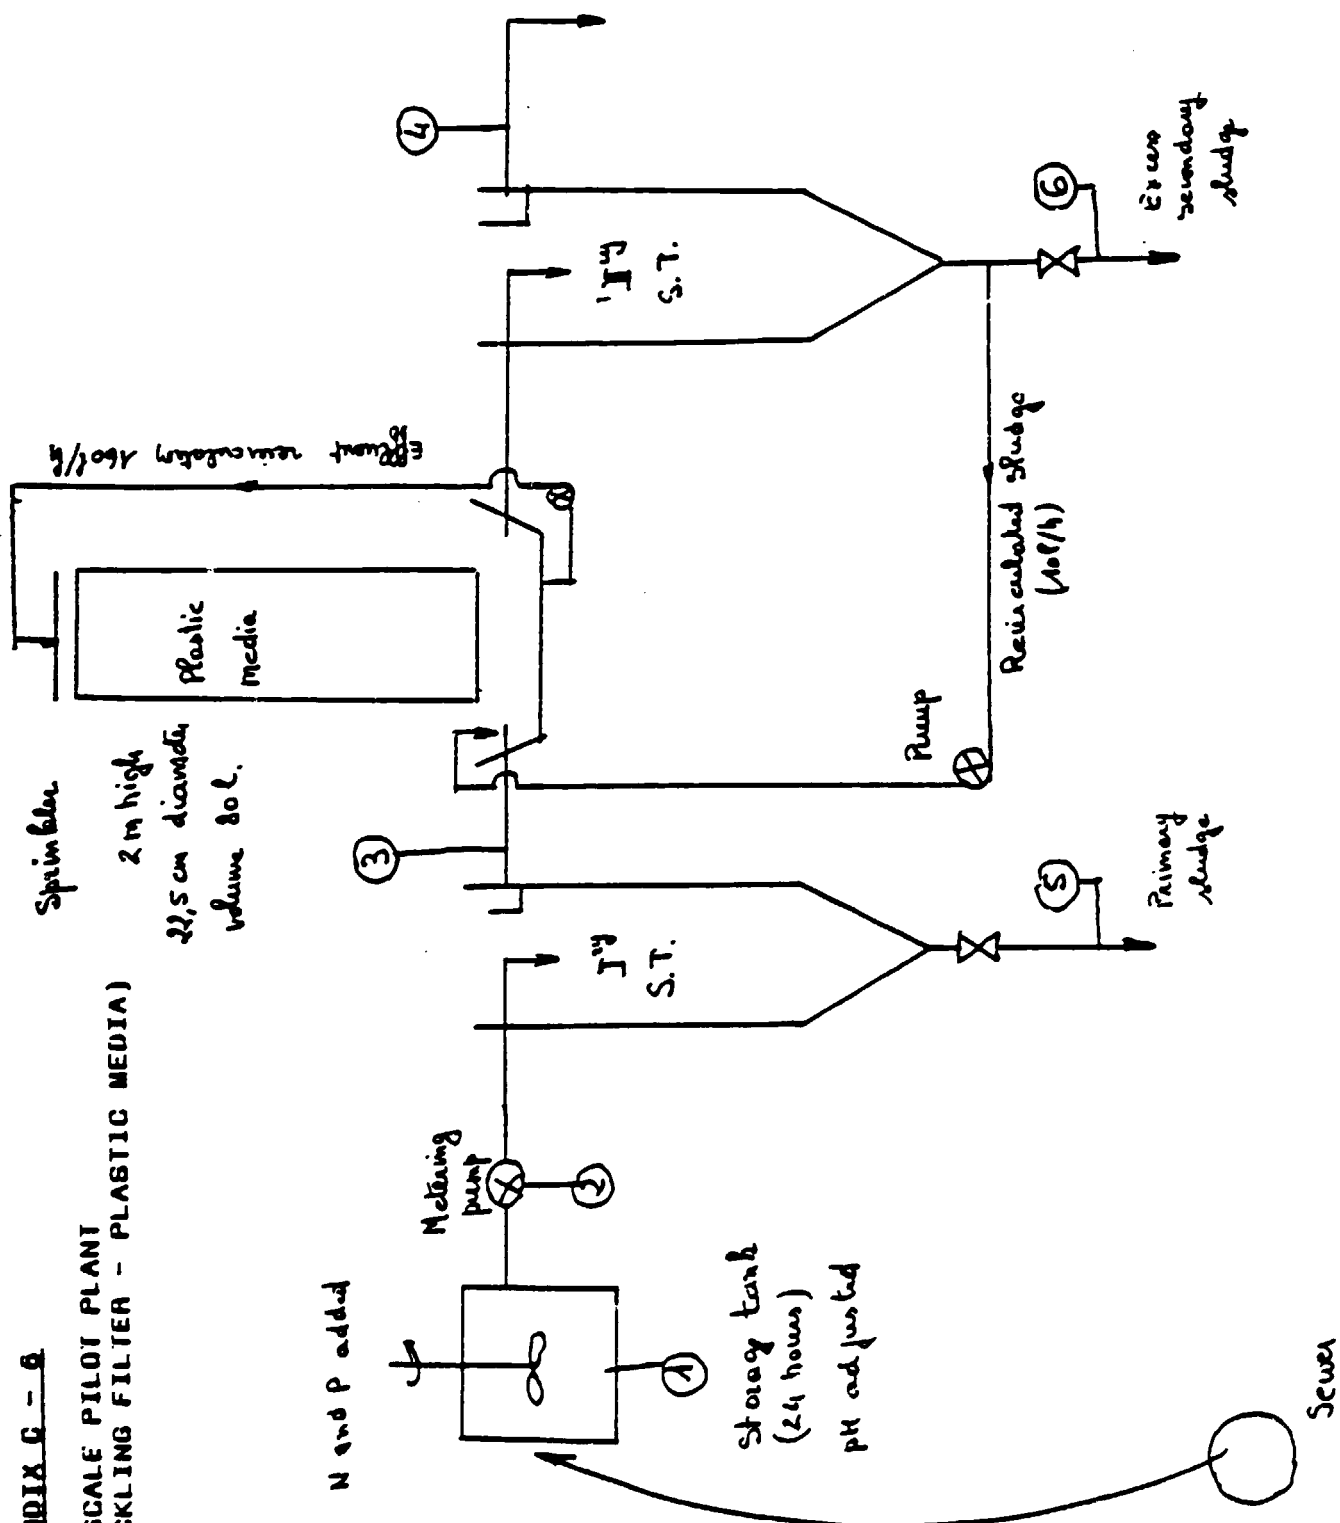 NDIX C - 6
SCALE PILOT PLANT
SKLING FILTER - PLASTIC MEDIA)
N and P added
Metering
pump
Storage tank
(24 hours)
pH adjusted
Sewer
1
2
Iry
S.T.
3
5
Primary
sludge
Sprinkler
2 m high
22,5 cm diameter
volume 80 l.
Plastic
media
Effluent recirculation 160 l/h
Pump
Recirculated sludge
(10 l/h)
IIry
S.T.
4
6
Excess
secondary
sludge